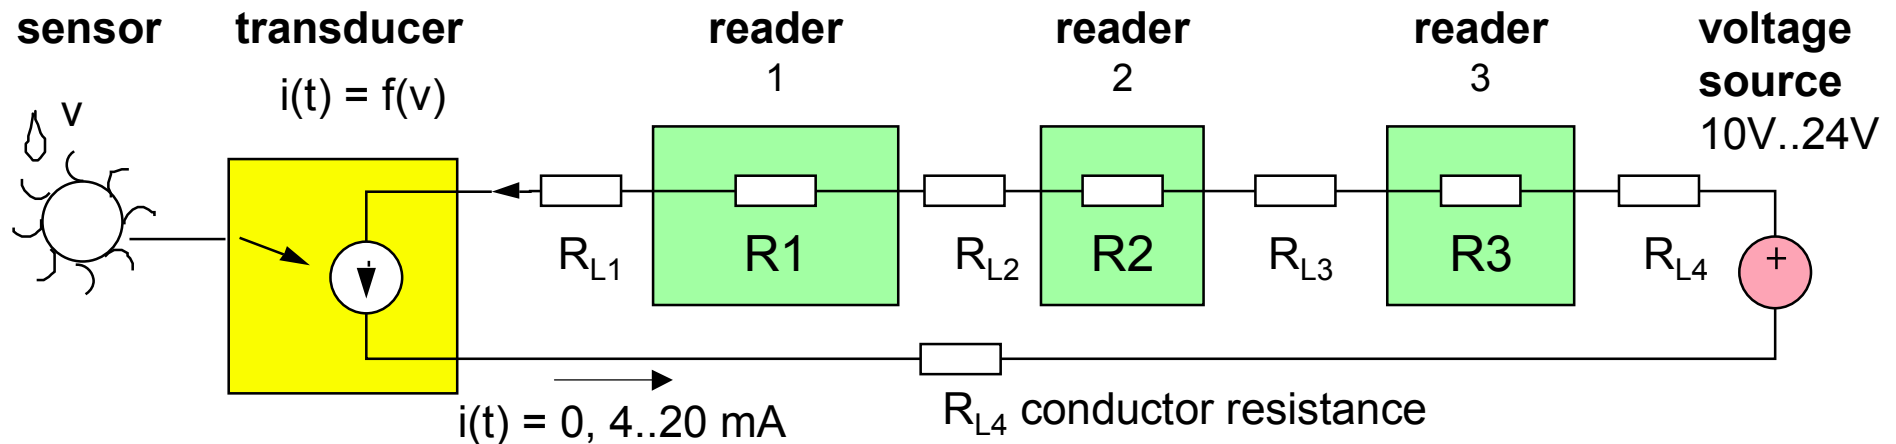 sensor
transducer
i(t) = f(v)
reader
1
reader
2
reader
3
voltage
source
10V..24V
v
R1
R2
R3
+
RL1
RL2
RL3
RL4
i(t) = 0, 4..20 mA
RL4 conductor resistance